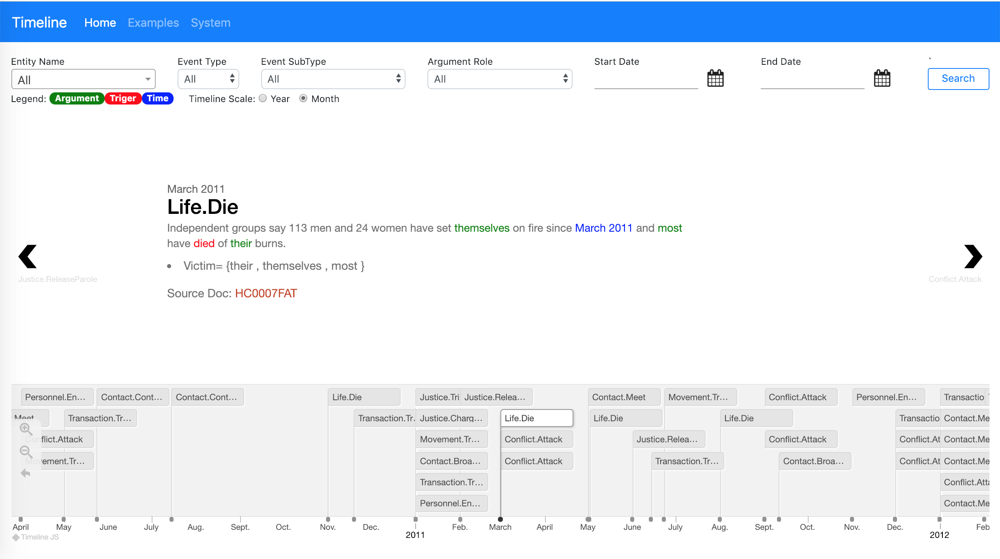 Timeline Home Examples System
Entity Name Event Type Event SubType Argument Role Start Date End Date `
All All All All Search
Legend: Argument Triger Time Timeline Scale: Year Month
March 2011
Life.Die
Independent groups say 113 men and 24 women have set themselves on fire since March 2011 and most
have died of their burns.
• Victim= {their , themselves , most }
Justice.ReleaseParole Conflict.Attack
Source Doc: HC0007FAT
Personnel.En... Contact.Cont... Contact.Cont... Life.Die Justice.Tri Justice.Relea... Contact.Meet Movement.Tr... Conflict.Attack Personnel.En... Transactio
.Meet Transaction.Tr... Transaction.Tr. Justice.Charg... Life.Die Life.Die Life.Die Transactio Contact.Me
Conflict.Attack Movement.Tr... Conflict.Attack Justice.Relea... Conflict.Attack Conflict.At Contact.Me
Movement.Tr... Contact.Broa... Conflict.Attack Transaction.Tr... Contact.Broa... Conflict.At Contact.Me
Transaction.Tr... Conflict.Atta
Personnel.En... Contact.Me
April May June July Aug. Sept. Oct. Nov. Dec. Feb. March April May June July Aug. Sept. Oct. Nov. Dec. Feb
2011 2012
Timeline JS